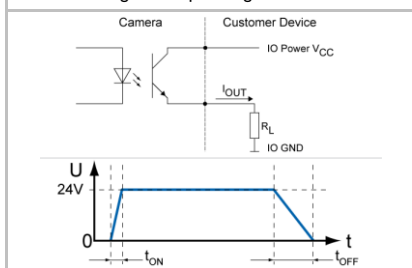 Camera
Customer Device
IO Power VCC
IOUT
RL
IO GND
U
24V
0
t
tON
tOFF